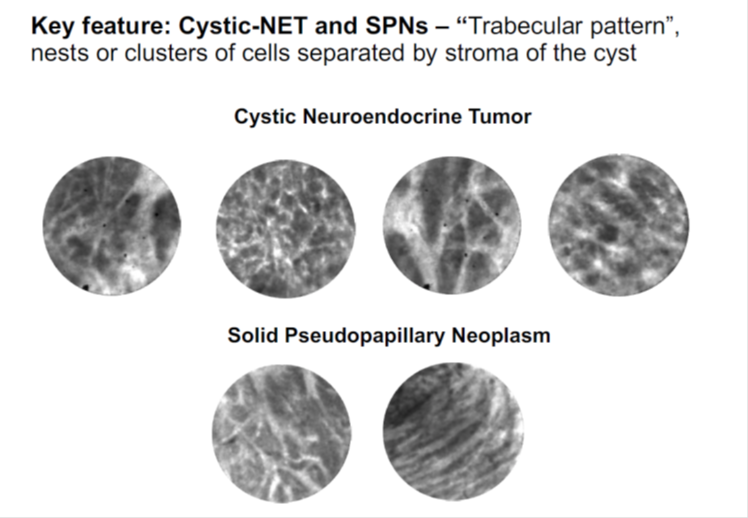 Key feature: Cystic-NET and SPNs – “Trabecular pattern”,
nests or clusters of cells separated by stroma of the cyst
Cystic Neuroendocrine Tumor
Solid Pseudopapillary Neoplasm